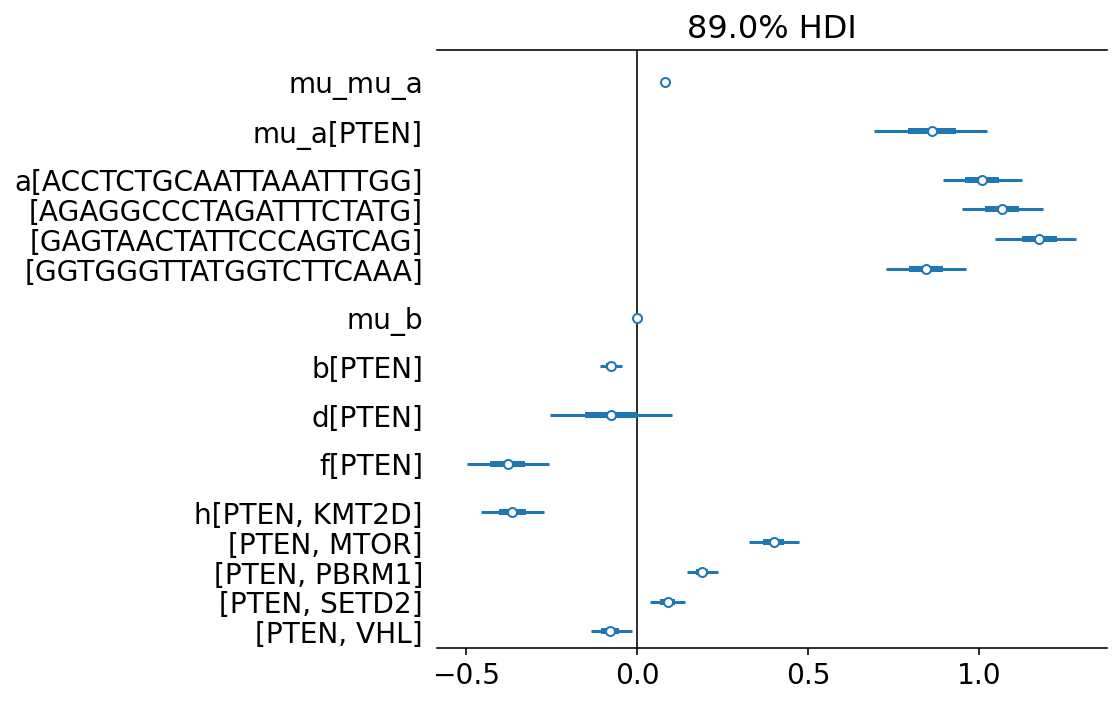 89.0% HDI
mu_mu_a
mu_a[PTEN]
a[ACCTCTGCAATTAAATTTGG]
[AGAGGCCCTAGATTTCTATG]
[GAGTAACTATTCCCAGTCAG]
[GGTGGGTTATGGTCTTCAAA]
mu_b
b[PTEN]
d[PTEN]
f[PTEN]
h[PTEN, KMT2D]
[PTEN, MTOR]
[PTEN, PBRM1]
[PTEN, SETD2]
[PTEN, VHL]
−0.5 0.0 0.5 1.0